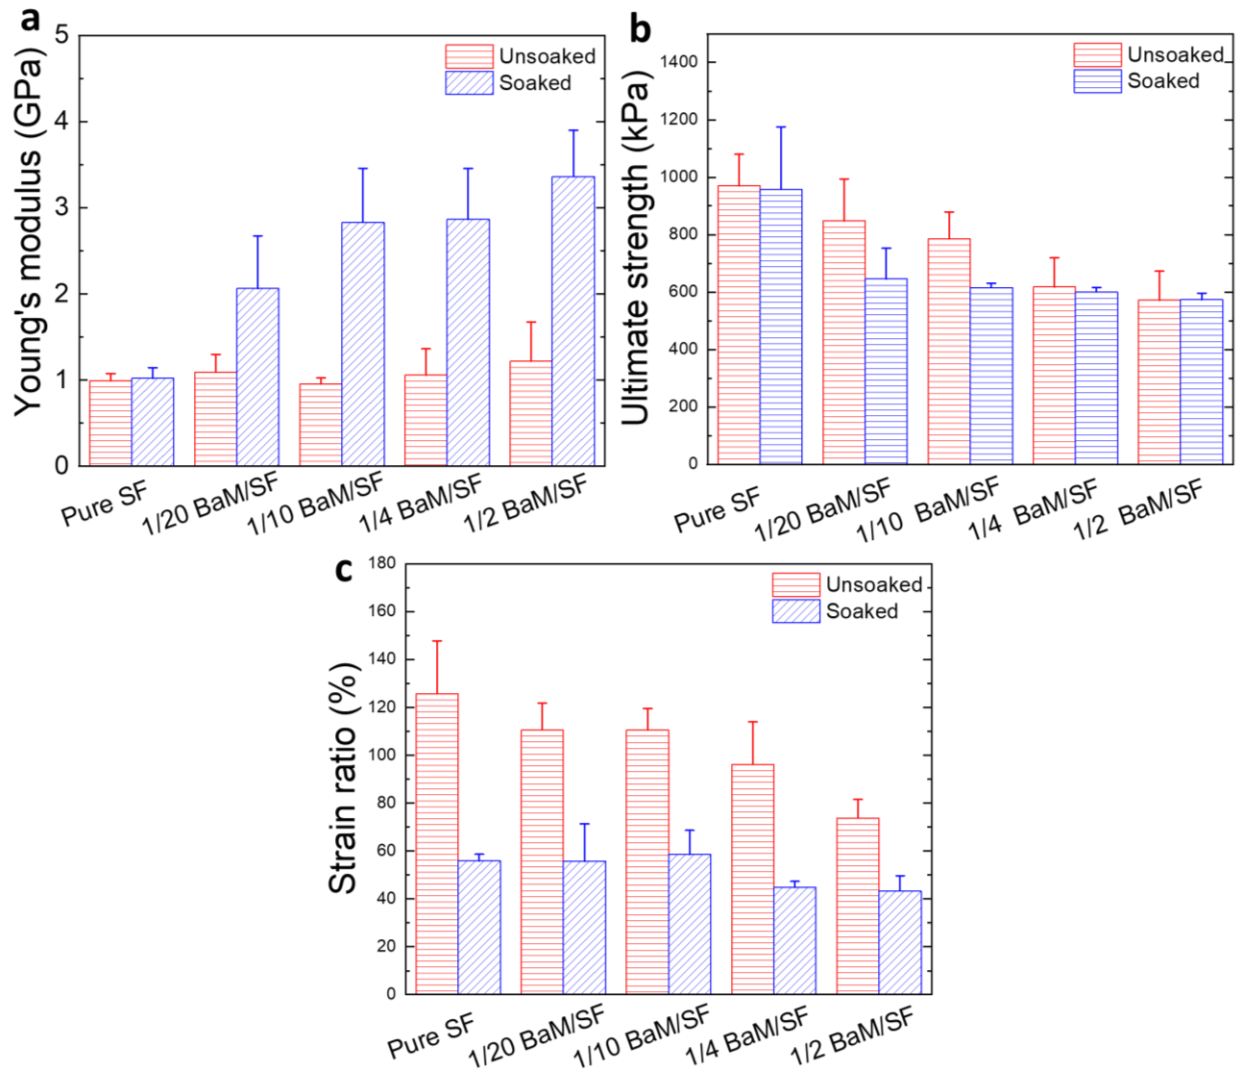 a
Young's modulus (GPa)
5
4
3
2
1
0
Unsoaked
Soaked
Pure SF
1/20 BaM/SF
1/10 BaM/SF
1/4 BaM/SF
1/2 BaM/SF
b
Ultimate strength (kPa)
1400
1200
1000
800
600
400
200
0
Unsoaked
Soaked
Pure SF
1/20 BaM/SF
1/10 BaM/SF
1/4 BaM/SF
1/2 BaM/SF
c
Strain ratio (%)
180
160
140
120
100
80
60
40
20
0
Unsoaked
Soaked
Pure SF
1/20 BaM/SF
1/10 BaM/SF
1/4 BaM/SF
1/2 BaM/SF